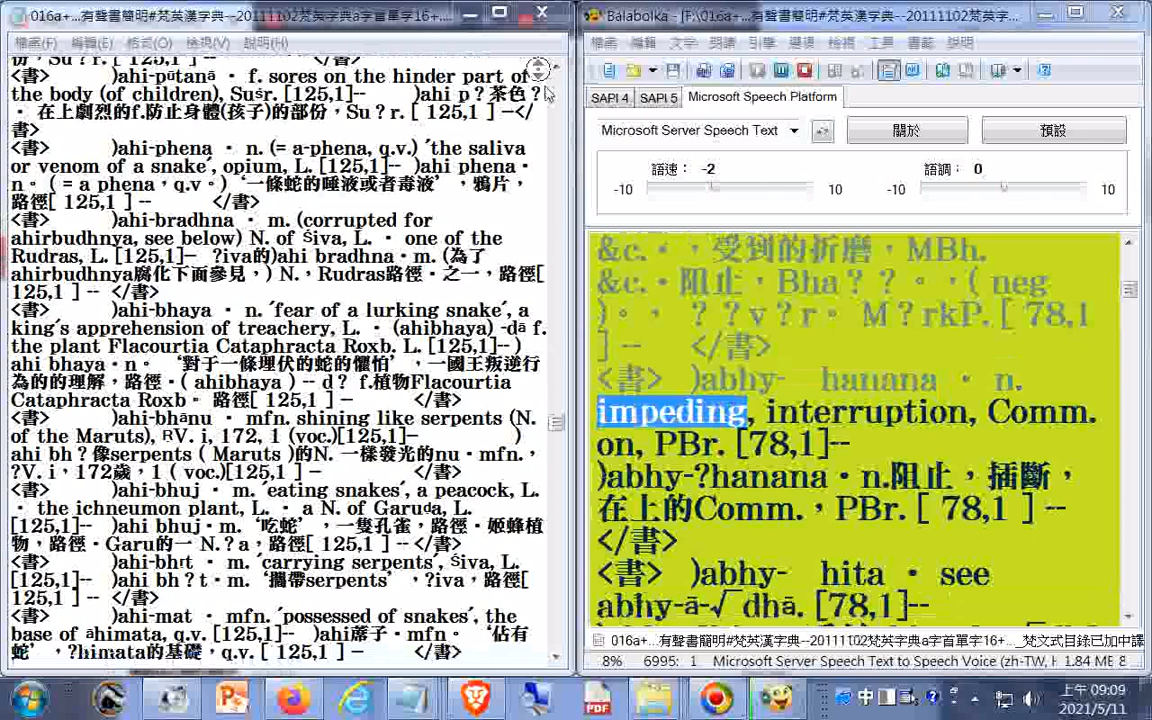 016a+...有聲書簡明#梵英漢字典--20111102梵英字典a字首單字16+...
檔案(F) 編輯(E) 格式(O) 檢視(V) 說明(H)
份，Su？r. [ 125,1 ] -- </書>
<書> )ahi-pūtanā · f. sores on the hinder part of
the body (of children), Suśr. [125,1]-- )ahi p？茶色？
· 在上劇烈的f.防止身體(孩子)的部份，Su？r. [ 125,1 ] --</
書>
<書> )ahi-phena · n. (= a-phena, q.v.) 'the saliva
or venom of a snake', opium, L. [125,1]-- )ahi phena·
n。( = a phena，q.v。)‘一條蛇的唾液或者毒液’，鴉片，
路徑[ 125,1 ] -- </書>
<書> )ahi-bradhna · m. (corrupted for
ahirbudhnya, see below) N. of Śiva, L. · one of the
Rudras, L. [125,1]-- ?iva的)ahi bradhna·m. (為了
ahirbudhnya腐化下面參見，) N.，Rudras路徑·之一，路徑[
125,1 ] -- </書>
<書> )ahi-bhaya · n. 'fear of a lurking snake', a
king's apprehension of treachery, L. · (ahibhaya) -dā f.
the plant Flacourtia Cataphracta Roxb. L. [125,1]-- )
ahi bhaya·n。‘對于一條埋伏的蛇的懼怕’，一國王叛逆行
為的的理解，路徑·( ahibhaya ) -- d？ f.植物Flacourtia
Cataphracta Roxb。路徑[ 125,1 ] -- </書>
<書> )ahi-bhānu · mfn. shining like serpents (N.
of the Maruts), RV. i, 172, 1 (voc.)[125,1]-- )
ahi bh？像serpents ( Maruts )的N. 一樣發光的nu·mfn.，
?V. i，172歲，1 ( voc.)[125,1 ] -- </書>
<書> )ahi-bhuj · m. 'eating snakes', a peacock, L.
· the ichneumon plant, L. · a N. of Garuḍa, L.
[125,1]-- )ahi bhuj·m.‘吃蛇’，一隻孔雀，路徑·姬蜂植
物，路徑·Garu的一 N.？a，路徑[ 125,1 ] -- </書>
<書> )ahi-bhṛt · m. 'carrying serpents', Śiva, L.
[125,1]-- )ahi bh？t·m.‘攜帶serpents’，?iva，路徑[
125,1 ] -- </書>
<書> )ahi-mat · mfn. 'possessed of snakes', the
base of āhimata, q.v. [125,1]-- )ahi蓆子·mfn。‘佔有
蛇’，?himata的基礎，q.v. [ 125,1 ] -- </書>
Balabolka - [F:\016a+...有聲書簡明#梵英漢字典--20111102梵英字...
檔案 編輯 文字 朗讀 引擎 選項 檢視 工具 書籤 說明
SAPI 4 SAPI 5 Microsoft Speech Platform
Microsoft Server Speech Text 關於 預設
語速： -2 語調： 0
-10 10 -10 10
&c.·，受到的折磨，MBh.
&c.·阻止，Bha？？。·( neg
)。·？？v？r。M？rkP. [ 78,1
] -- </書>
<書> )abhy- hanana · n.
impeding, interruption, Comm.
on, PBr. [78,1]--
)abhy-?hanana·n.阻止，插斷，
在上的Comm.，PBr. [ 78,1 ] --
</書>
<書> )abhy- hita · see
abhy-ā-√ dhā. [78,1]--
016a+...有聲書簡明#梵英漢字典--20111102梵英字典a字首單字16+..._梵文式目錄已加中譯
8% 6995: 1 Microsoft Server Speech Text to Speech Voice (zh-TW, H 1.84 ME 8
中
上午 09:09
2021/5/11